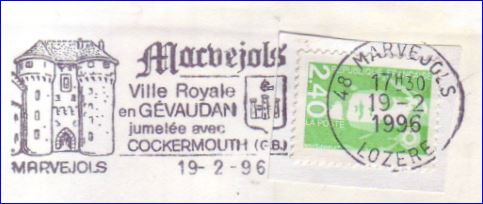 Marvejols
Ville Royale
en GÉVAUDAN
jumelée avec
COCKERMOUTH (G.B.)
MARVEJOLS
19-2-96
2,40
LA POSTE
48 MARVEJOLS
17H30
19-2
1996
LOZERE